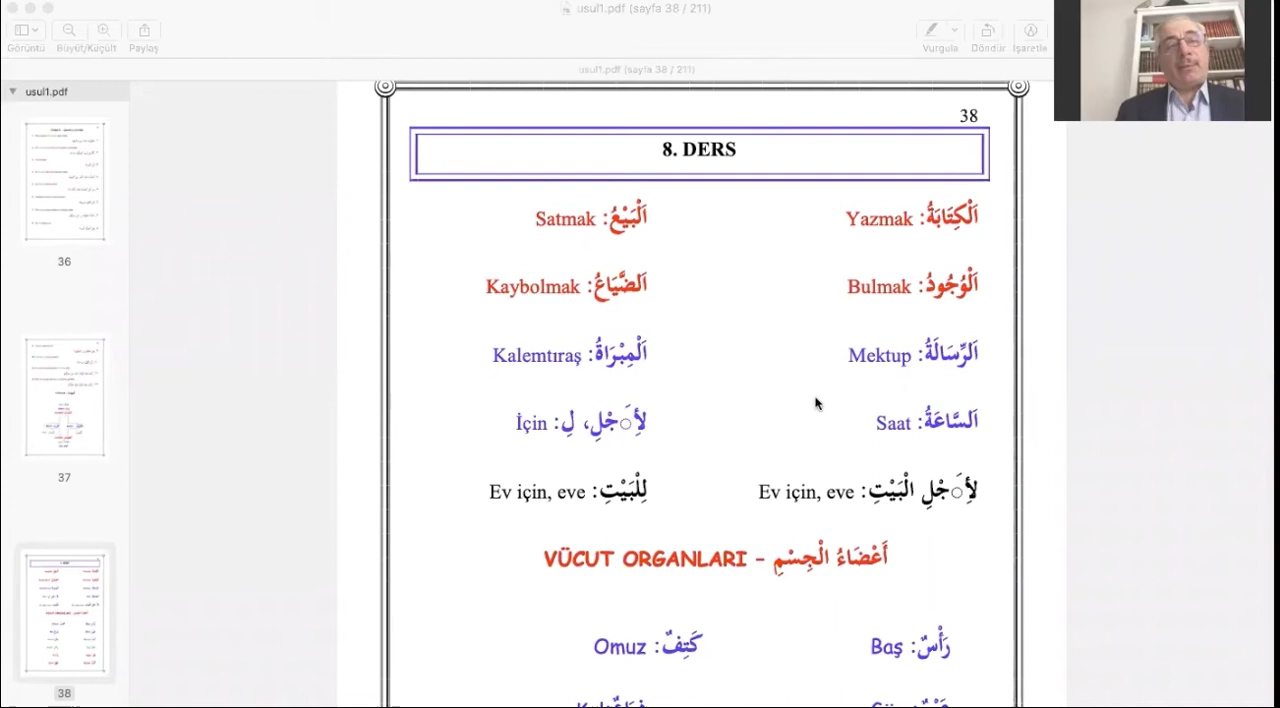 usul1.pdf (sayfa 38 / 211)
Görüntü Büyüt/Küçült Paylaş Vurgula Döndür İşaretle
usul1.pdf (sayfa 38 / 211)
usul1.pdf
36
37
38
38
8. DERS
اَلْكِتَابَةُ: Yazmak اَلْبَيْعُ: Satmak
اَلْوُجُودُ: Bulmak اَلضَّيَاعُ: Kaybolmak
اَلرِّسَالَةُ: Mektup اَلْمِبْرَاةُ: Kalemtıraş
اَلسَّاعَةُ: Saat لِأَجْلِ، لِ: İçin
لِأَجْلِ الْبَيْتِ: Ev için, eve لِلْبَيْتِ: Ev için, eve
أَعْضَاءُ الْجِسْمِ - VÜCUT ORGANLARI
رَأْسٌ: Baş كَتِفٌ: Omuz